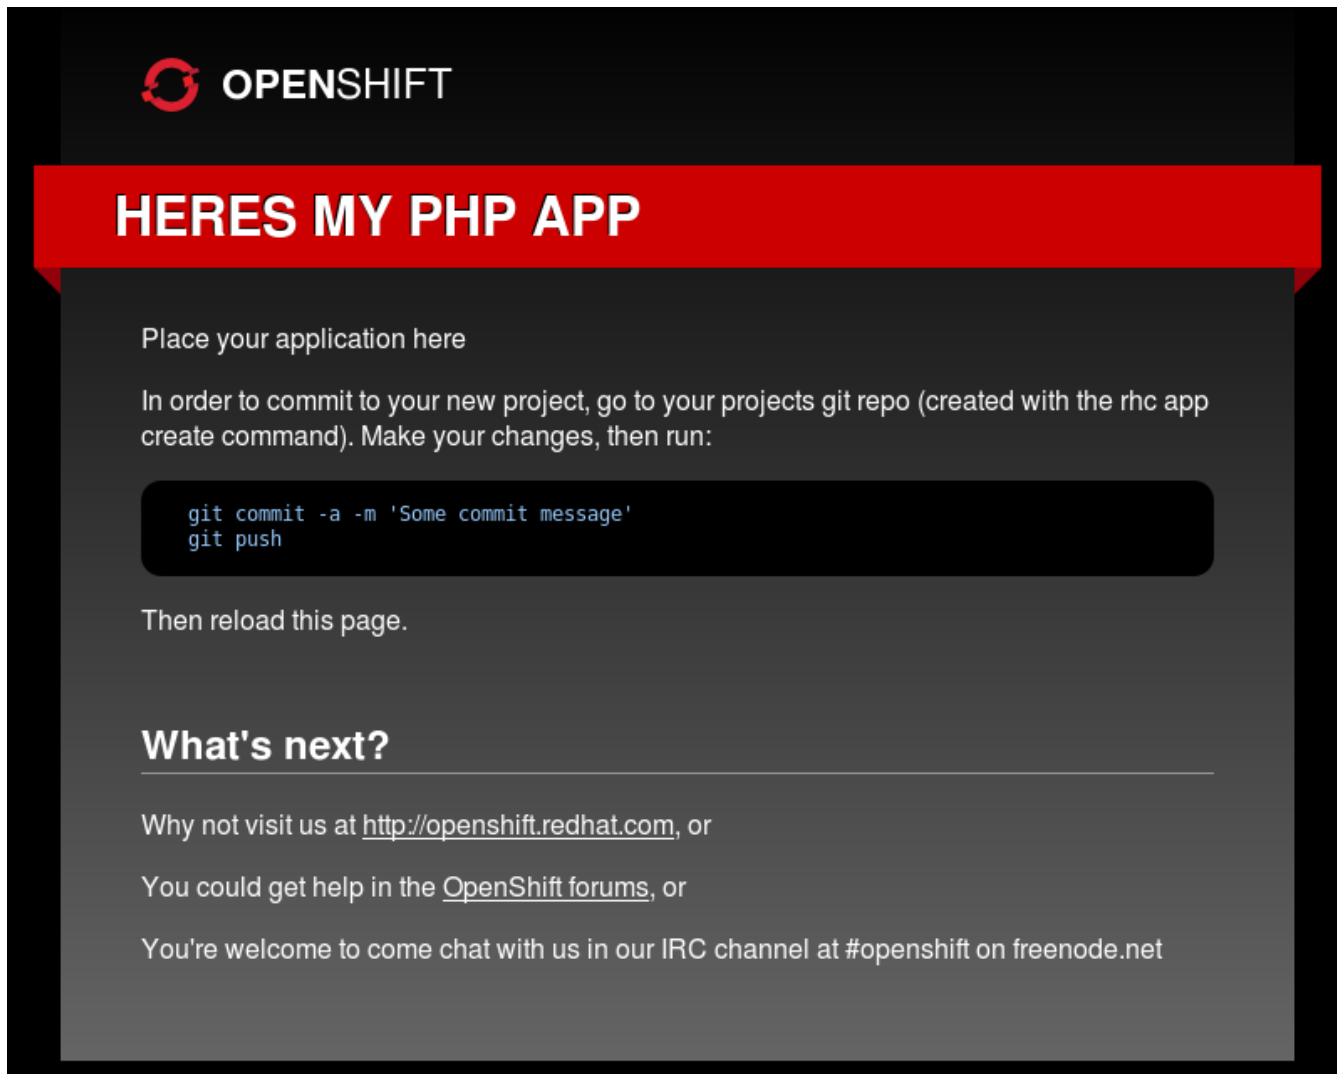 OPENSHIFT
HERES MY PHP APP
Place your application here
In order to commit to your new project, go to your projects git repo (created with the rhc app
create command). Make your changes, then run:
git commit -a -m 'Some commit message'
git push
Then reload this page.
What's next?
Why not visit us at http://openshift.redhat.com, or
You could get help in the OpenShift forums, or
You're welcome to come chat with us in our IRC channel at #openshift on freenode.net